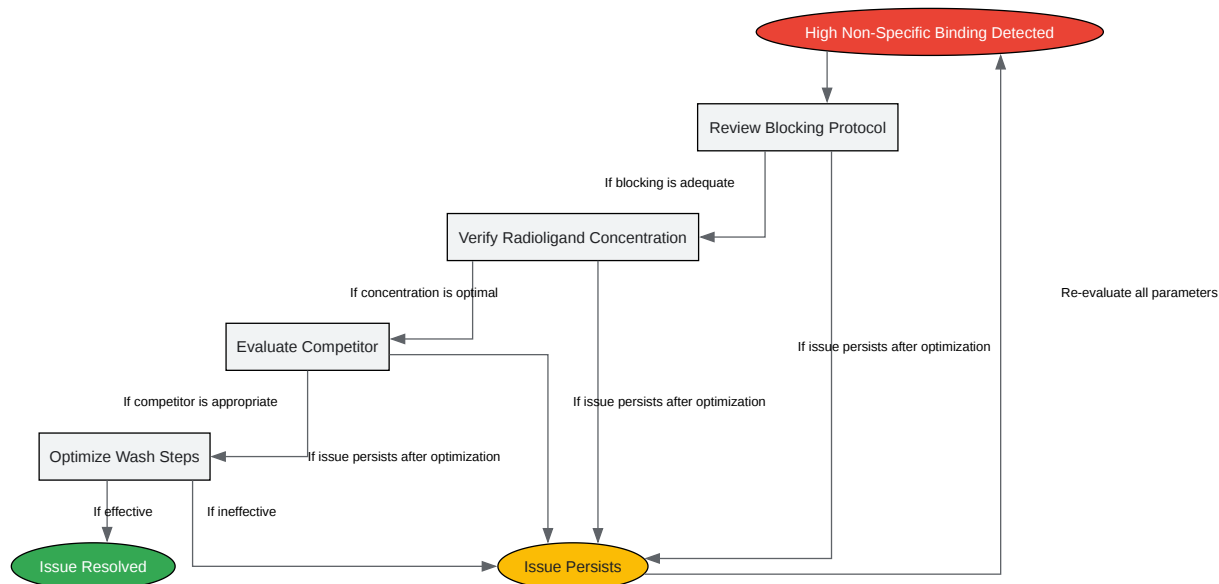 High Non-Specific Binding Detected
Review Blocking Protocol
If blocking is adequate
Verify Radioligand Concentration
If concentration is optimal
Re-evaluate all parameters
Evaluate Competitor
If issue persists after optimization
If competitor is appropriate
If issue persists after optimization
Optimize Wash Steps
If issue persists after optimization
If effective
If ineffective
Issue Resolved
Issue Persists